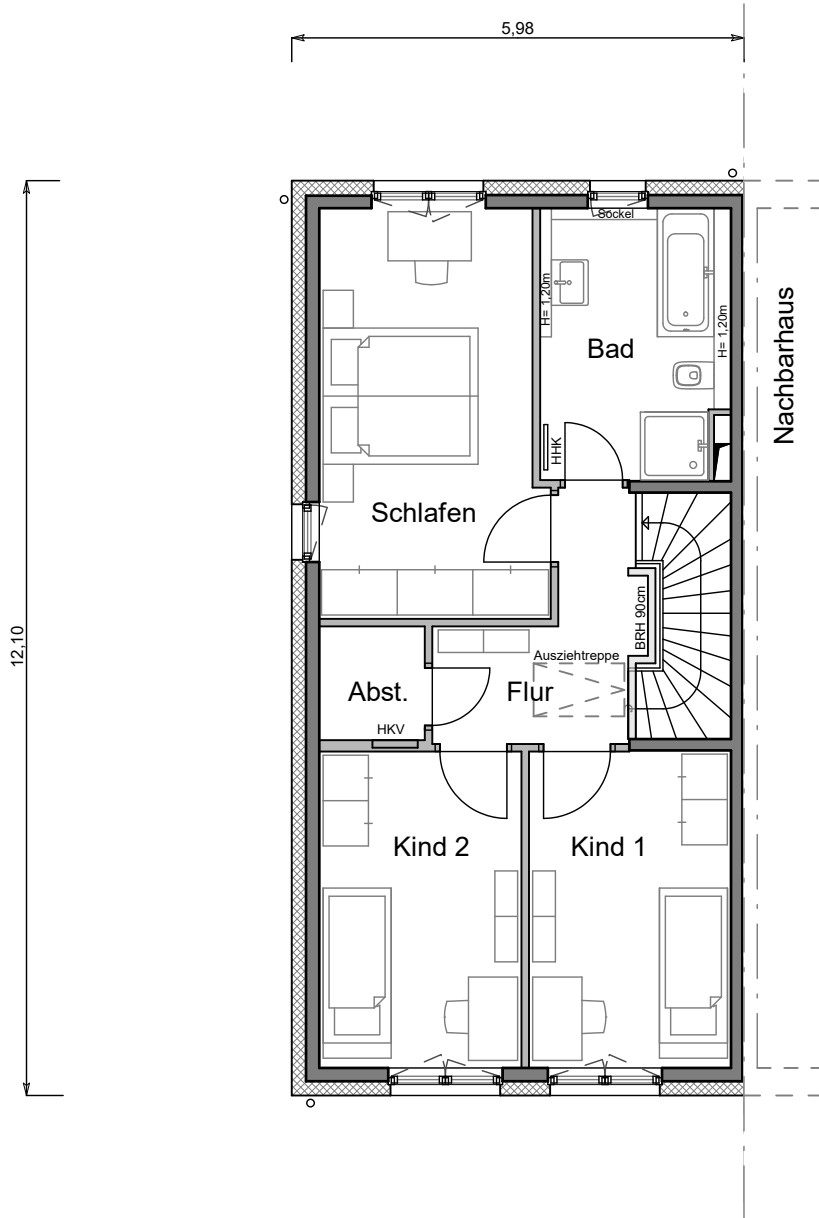 5,98
12,10
Nachbarhaus
Sockel
H= 1,20m
H= 1,20m
Bad
HHK
Schlafen
BRH 90cm
Ausziehtreppe
Abst.
Flur
HKV
Kind 2
Kind 1